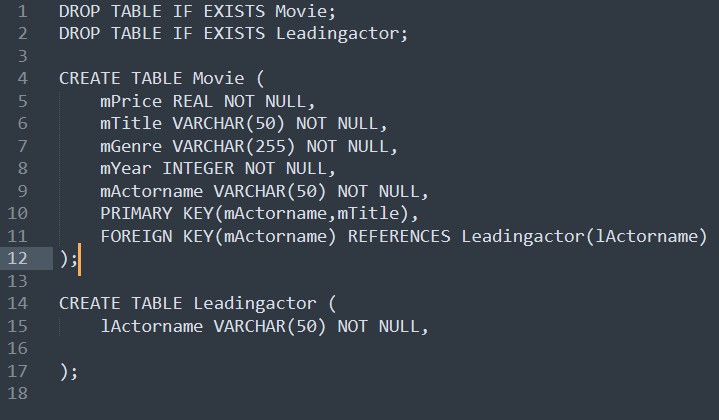 1 DROP TABLE IF EXISTS Movie;
2 DROP TABLE IF EXISTS Leadingactor;
3
4 CREATE TABLE Movie (
5     mPrice REAL NOT NULL,
6     mTitle VARCHAR(50) NOT NULL,
7     mGenre VARCHAR(255) NOT NULL,
8     mYear INTEGER NOT NULL,
9     mActorname VARCHAR(50) NOT NULL,
10     PRIMARY KEY(mActorname,mTitle),
11     FOREIGN KEY(mActorname) REFERENCES Leadingactor(lActorname)
12 );
13
14 CREATE TABLE Leadingactor (
15     lActorname VARCHAR(50) NOT NULL,
16
17 );
18